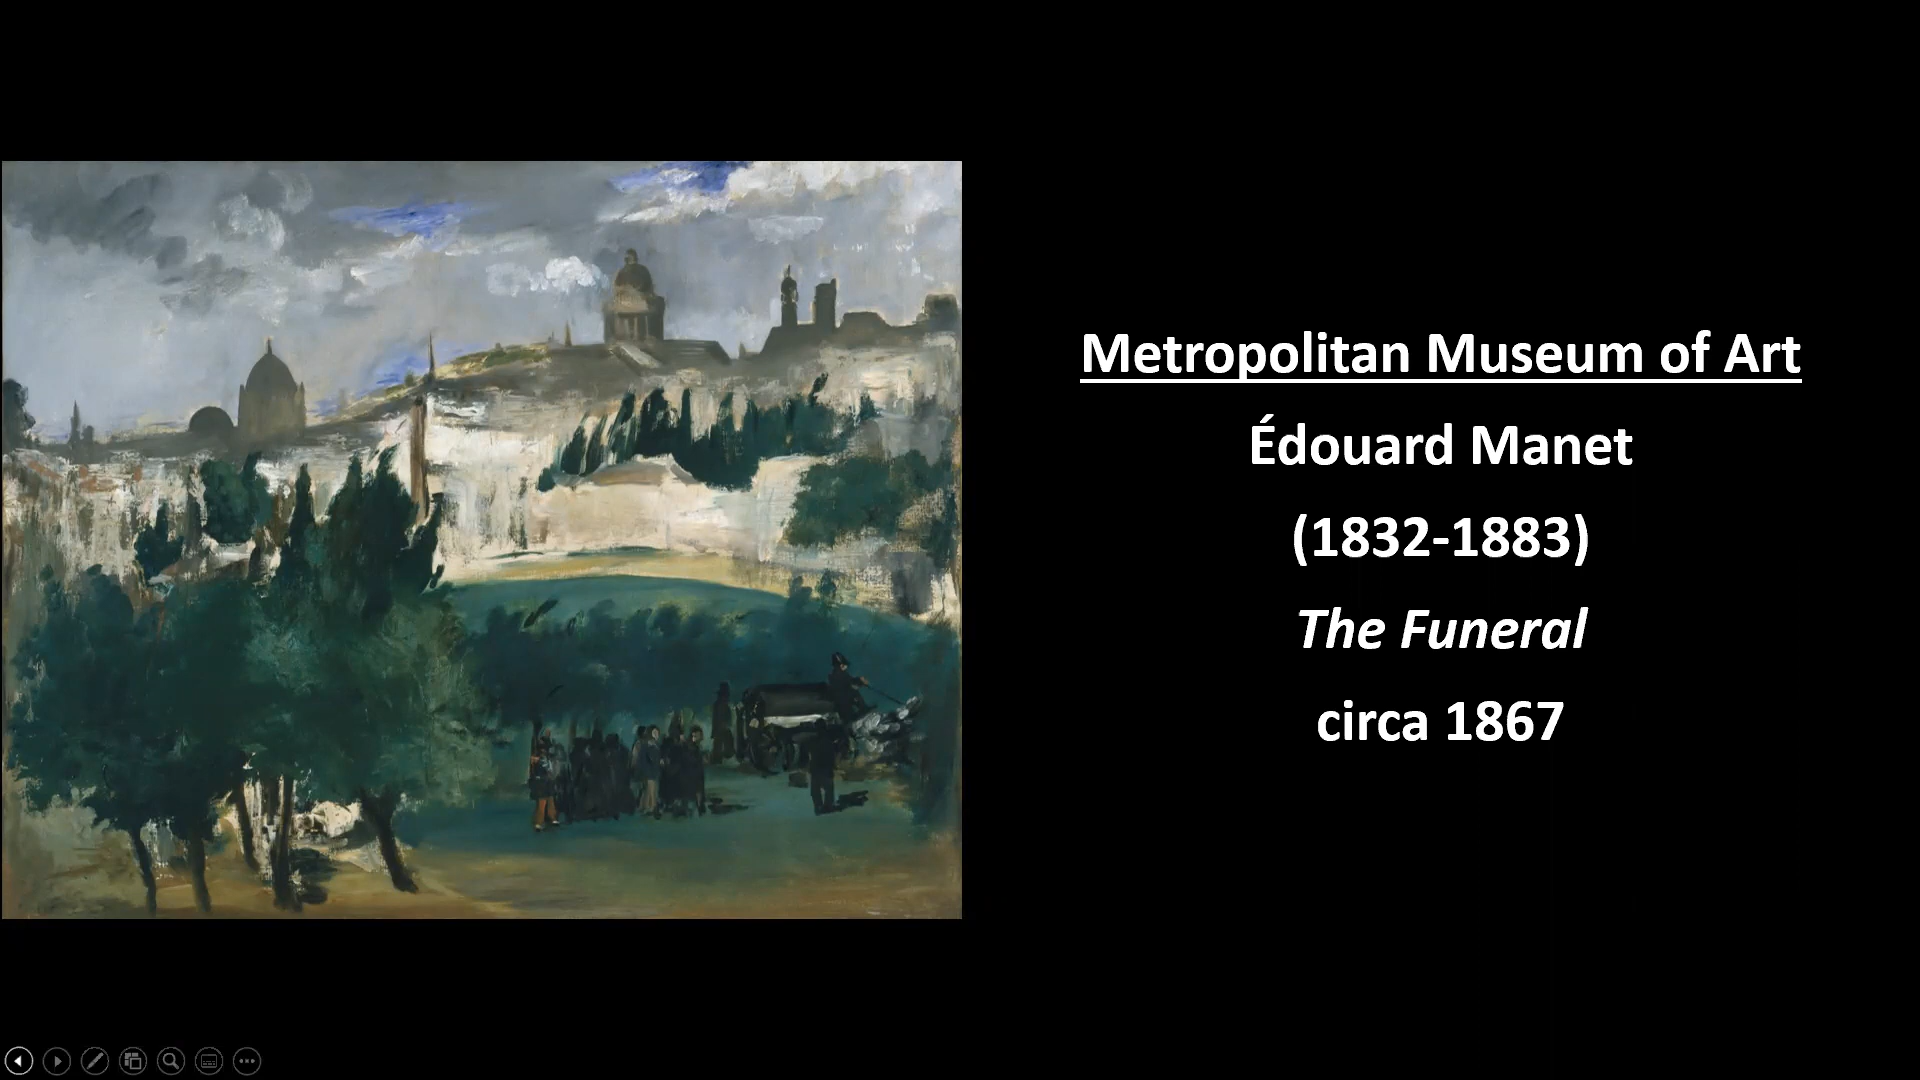 Metropolitan Museum of Art
Édouard Manet
(1832-1883)
The Funeral
circa 1867